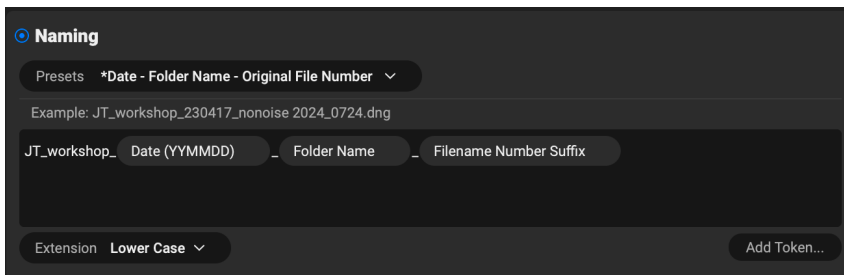 Naming
Presets *Date - Folder Name - Original File Number
Example: JT_workshop_230417_nonoise 2024_0724.dng
JT_workshop_ Date (YYMMDD) _ Folder Name _ Filename Number Suffix
Extension Lower Case Add Token...